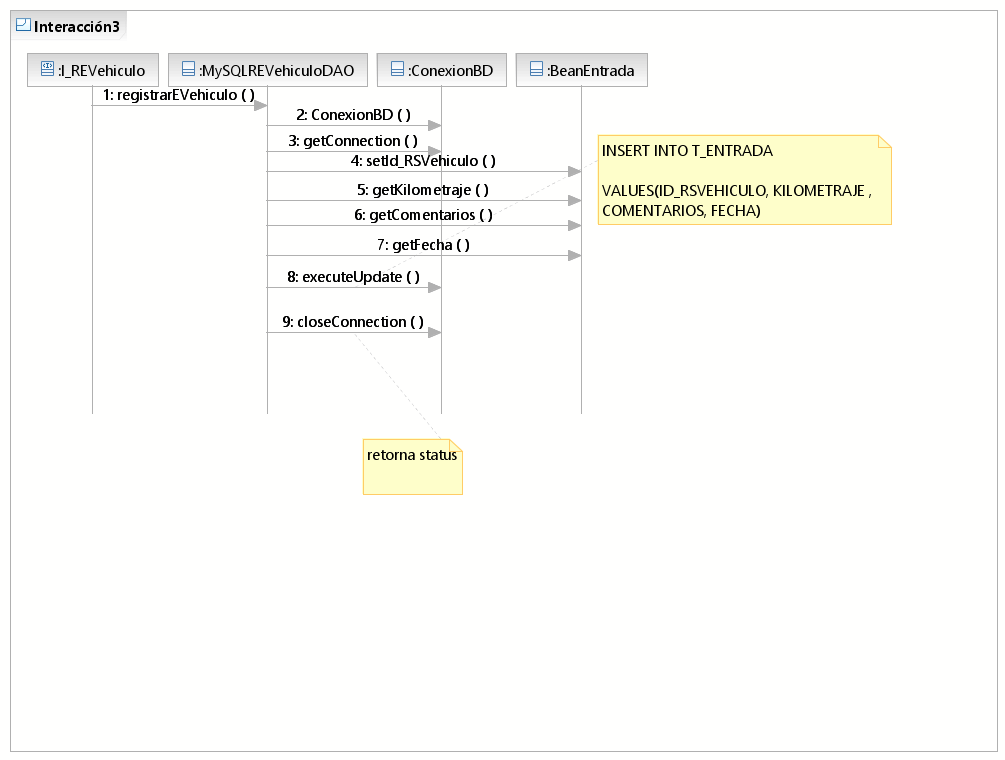 Interacción3
:I_REVehiculo
:MySQLREVehiculoDAO
:ConexionBD
:BeanEntrada
1: registrarEVehiculo ( )
2: ConexionBD ( )
3: getConnection ( )
4: setId_RSVehiculo ( )
5: getKilometraje ( )
6: getComentarios ( )
7: getFecha ( )
8: executeUpdate ( )
9: closeConnection ( )
INSERT INTO T_ENTRADA
VALUES(ID_RSVEHICULO, KILOMETRAJE ,
COMENTARIOS, FECHA)
retorna status